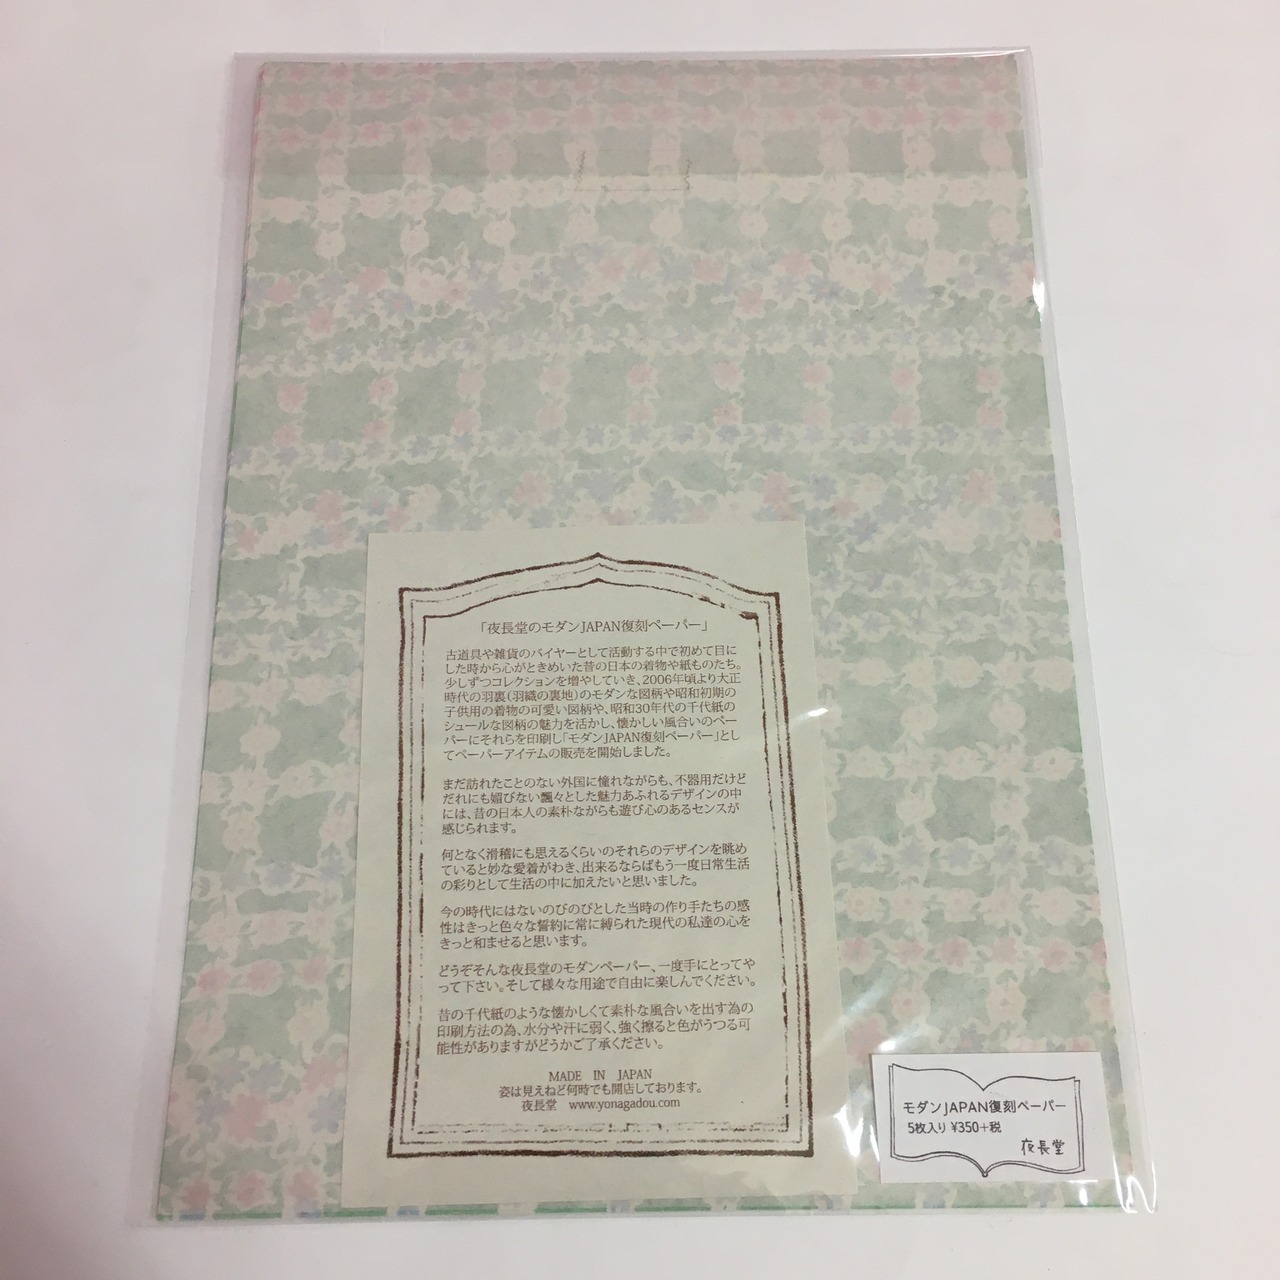 「夜長堂のモダンJAPAN復刻ペーパー」
古道具や雑貨のバイヤーとして活動する中で初めて目に
した時から心がときめいた昔の日本の着物や紙ものたち。
少しずつコレクションを増やしていき、2006年頃より大正
時代の羽裏(羽織の裏地)のモダンな図柄や昭和初期の
子供用の着物の可愛い図柄や、昭和30年代の千代紙の
シュールな図柄の魅力を活かし、懐かしい風合いのペー
パーにそれらを印刷し「モダンJAPAN復刻ペーパー」とし
てペーパーアイテムの販売を開始しました。
まだ訪れたことのない外国に憧れながらも、不器用だけど
だれにも媚びない飄々とした魅力あふれるデザインの中
には、昔の日本人の素朴ながらも遊び心のあるセンスが
感じられます。
何となく滑稽にも思えるくらいのそれらのデザインを眺め
ていると妙な愛着がわき、出来るならばもう一度日常生活
の彩りとして生活の中に加えたいと思いました。
今の時代にはないのびのびとした当時の作り手たちの感
性はきっと色々な誓約に常に縛られた現代の私達の心を
きっと和ませると思います。
どうぞそんな夜長堂のモダンペーパー、一度手にとってや
って下さい。そして様々な用途で自由に楽しんでください。
昔の千代紙のような懐かしくて素朴な風合いを出す為の
印刷方法の為、水分や汗に弱く、強く擦ると色がうつる可
能性がありますがどうかご了承ください。
MADE IN JAPAN
姿は見えねど何時でも開店しております。
夜長堂 www.yonagadou.com
モダンJAPAN復刻ペーパー
5枚入り ¥350+税
夜長堂